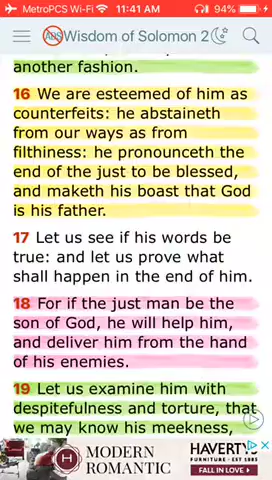 MetroPCS Wi-Fi 11:41 AM 94%
ADS Wisdom of Solomon 2
another fashion.
16 We are esteemed of him as
counterfeits: he abstaineth
from our ways as from
filthiness: he pronounceth the
end of the just to be blessed,
and maketh his boast that God
is his father.
17 Let us see if his words be
true: and let us prove what
shall happen in the end of him.
18 For if the just man be the
son of God, he will help him,
and deliver him from the hand
of his enemies.
19 Let us examine him with
despitefulness and torture, that
we may know his meekness,
MODERN
ROMANTIC
H
HAVERTYS
FURNITURE · EST 1885
FALL IN LOVE >